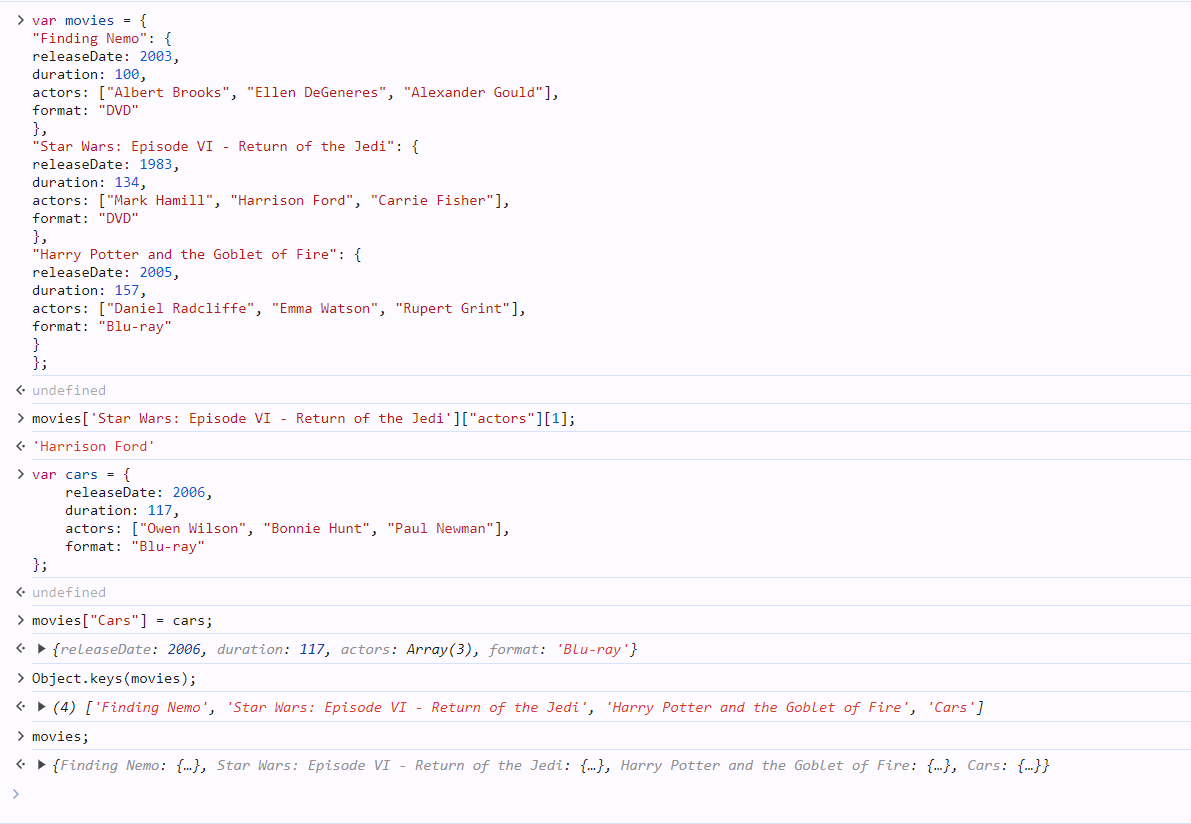 var movies = {
"Finding Nemo": {
releaseDate: 2003,
duration: 100,
actors: ["Albert Brooks", "Ellen DeGeneres", "Alexander Gould"],
format: "DVD"
},
"Star Wars: Episode VI - Return of the Jedi": {
releaseDate: 1983,
duration: 134,
actors: ["Mark Hamill", "Harrison Ford", "Carrie Fisher"],
format: "DVD"
},
"Harry Potter and the Goblet of Fire": {
releaseDate: 2005,
duration: 157,
actors: ["Daniel Radcliffe", "Emma Watson", "Rupert Grint"],
format: "Blu-ray"
}
};
undefined
movies['Star Wars: Episode VI - Return of the Jedi']["actors"][1];
'Harrison Ford'
var cars = {
    releaseDate: 2006,
    duration: 117,
    actors: ["Owen Wilson", "Bonnie Hunt", "Paul Newman"],
    format: "Blu-ray"
};
undefined
movies["Cars"] = cars;
{releaseDate: 2006, duration: 117, actors: Array(3), format: 'Blu-ray'}
Object.keys(movies);
(4) ['Finding Nemo', 'Star Wars: Episode VI - Return of the Jedi', 'Harry Potter and the Goblet of Fire', 'Cars']
movies;
{Finding Nemo: {…}, Star Wars: Episode VI - Return of the Jedi: {…}, Harry Potter and the Goblet of Fire: {…}, Cars: {…}}